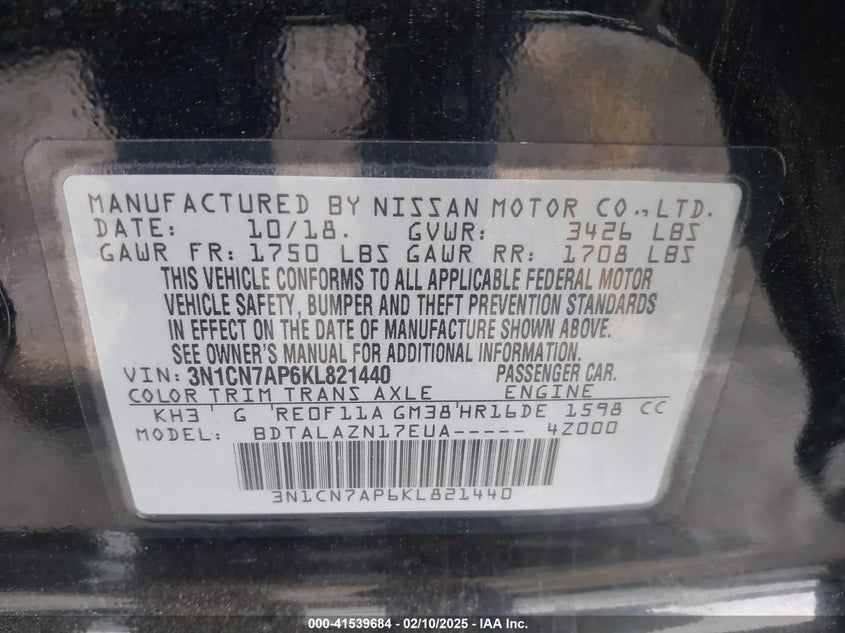 MANUFACTURED BY NISSAN MOTOR CO., LTD.
DATE: 10/18. GVWR: 3426 LBS
GAWR FR: 1750 LBS GAWR RR: 1708 LBS
THIS VEHICLE CONFORMS TO ALL APPLICABLE FEDERAL MOTOR
VEHICLE SAFETY, BUMPER AND THEFT PREVENTION STANDARDS
IN EFFECT ON THE DATE OF MANUFACTURE SHOWN ABOVE.
SEE OWNER'S MANUAL FOR ADDITIONAL INFORMATION.
VIN: 3N1CN7AP6KL821440 PASSENGER CAR.
COLOR TRIM TRANS AXLE ENGINE
KH3 G RE0F11A GM38 HR16DE 1598 CC
MODEL: BDTALAZN17EUA----- 4Z000
3N1CN7AP6KL821440
000-41539684 - 02/10/2025 - IAA Inc.